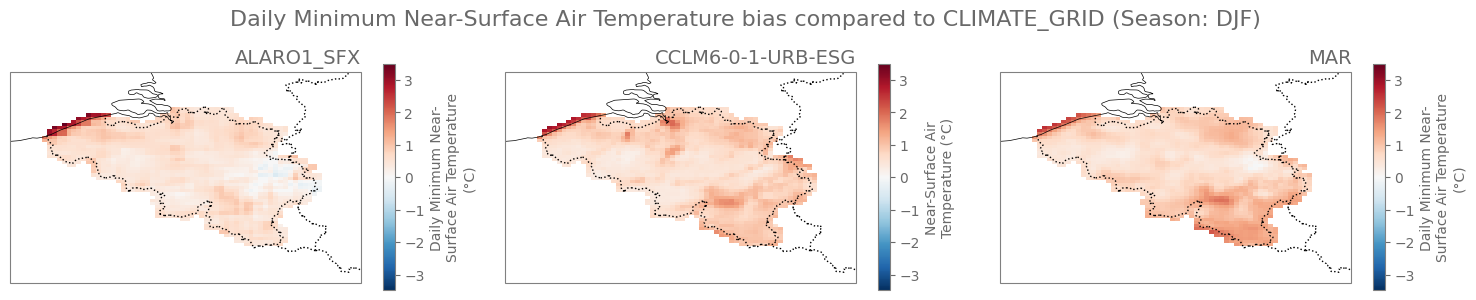 Daily Minimum Near-Surface Air Temperature bias compared to CLIMATE_GRID (Season: DJF)
ALARO1_SFX
3
2
1
0
−1
−2
−3
Daily Minimum Near-
Surface Air Temperature
(°C)
CCLM6-0-1-URB-ESG
3
2
1
0
−1
−2
−3
Near-Surface Air
Temperature (°C)
MAR
3
2
1
0
−1
−2
−3
Daily Minimum Near-
Surface Air Temperature
(°C)